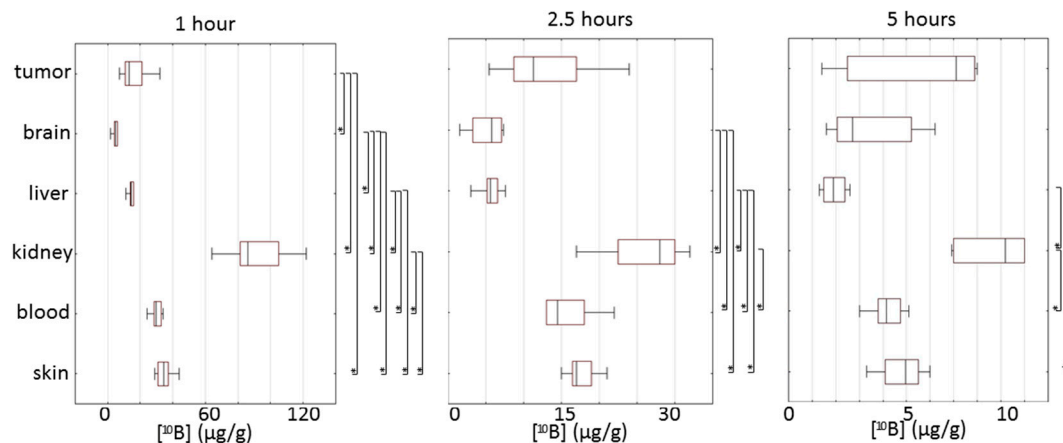 1 hour
2.5 hours
5 hours
tumor
brain
liver
kidney
blood
skin
0 60 120
[¹⁰B] (µg/g)
0 15 30
[¹⁰B] (µg/g)
0 5 10
[¹⁰B] (µg/g)